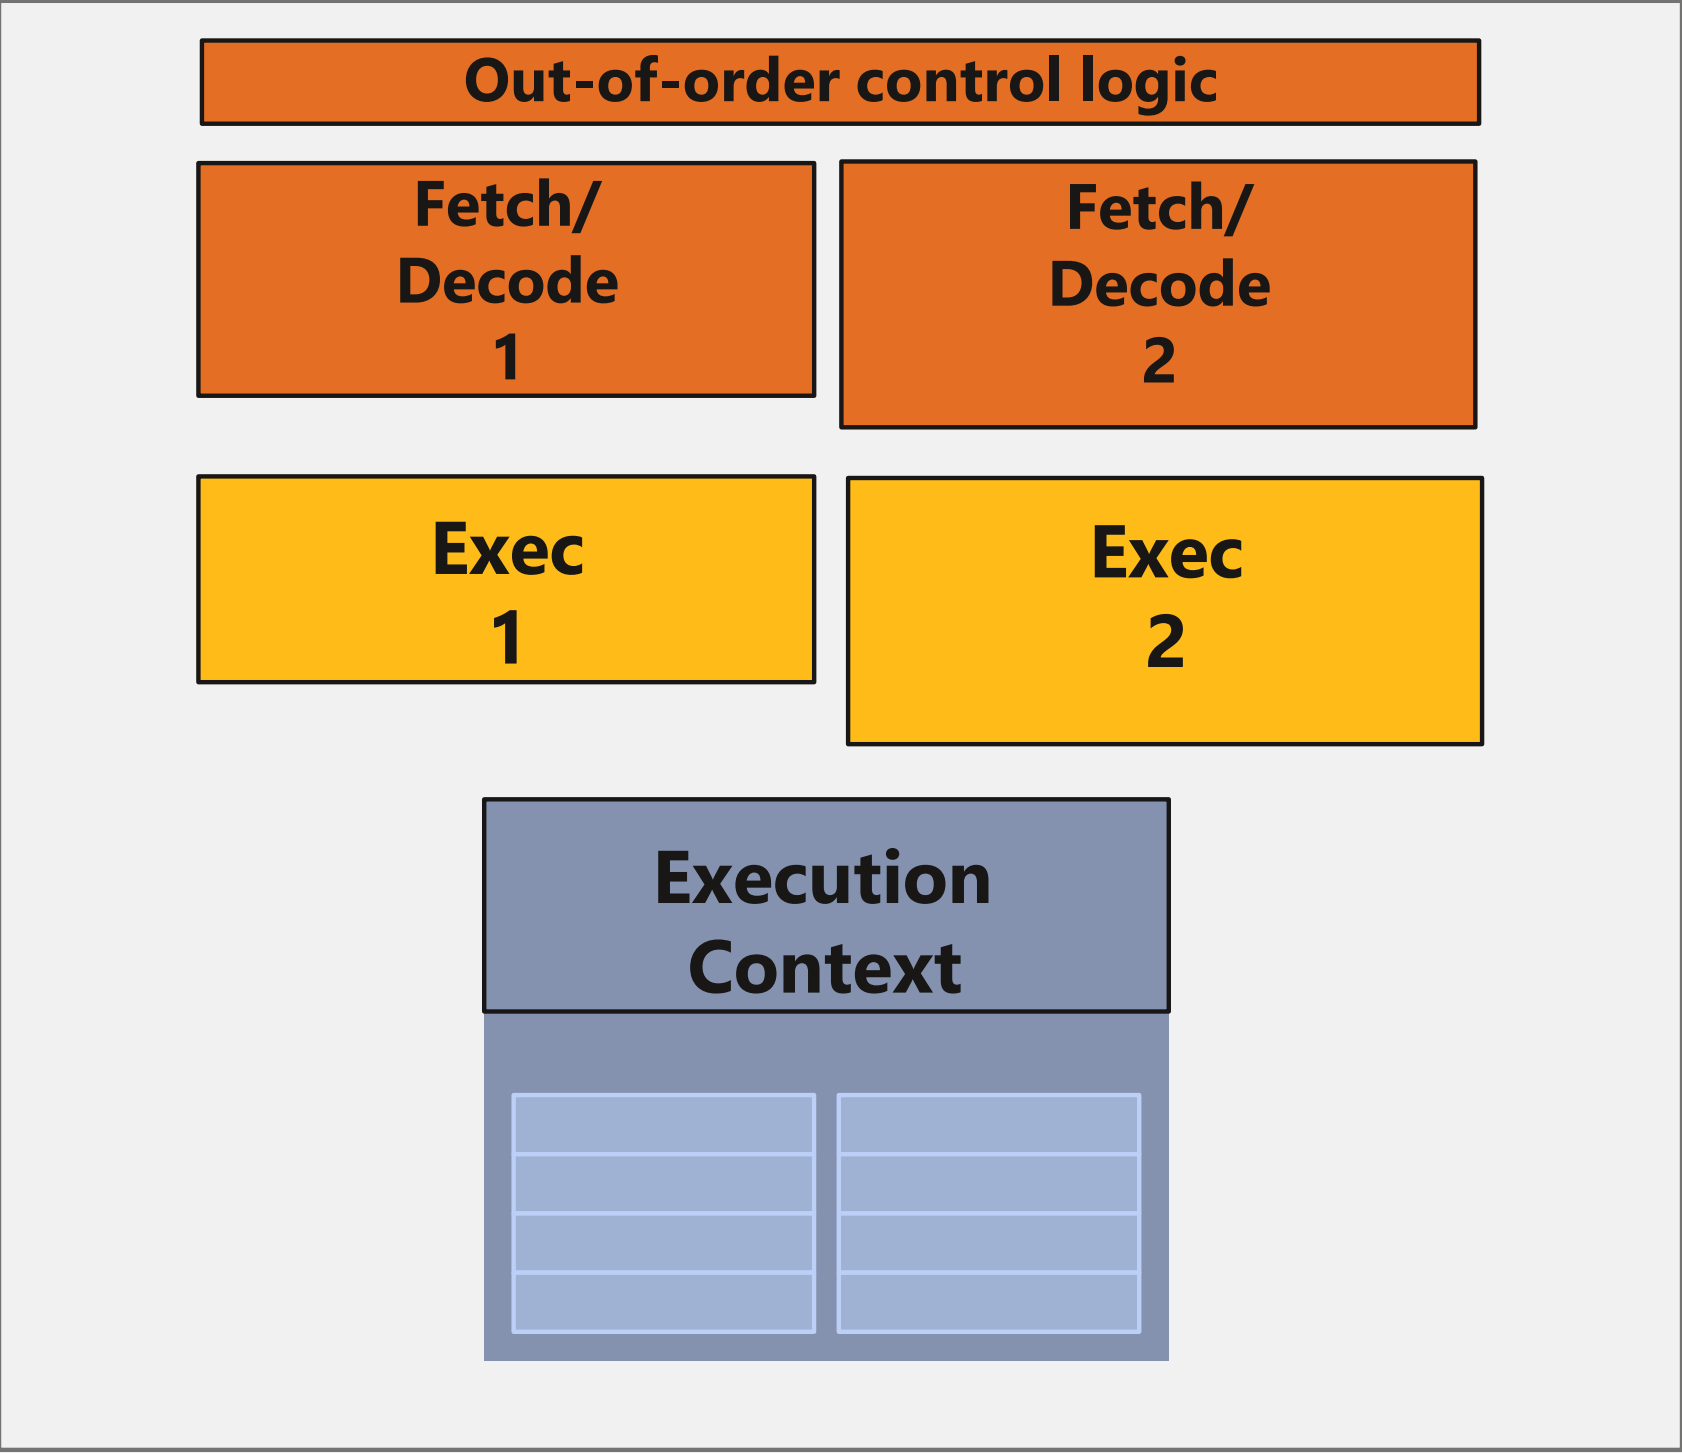 Out-of-order control logic
Fetch/
Decode
1
Fetch/
Decode
2
Exec
1
Exec
2
Execution
Context